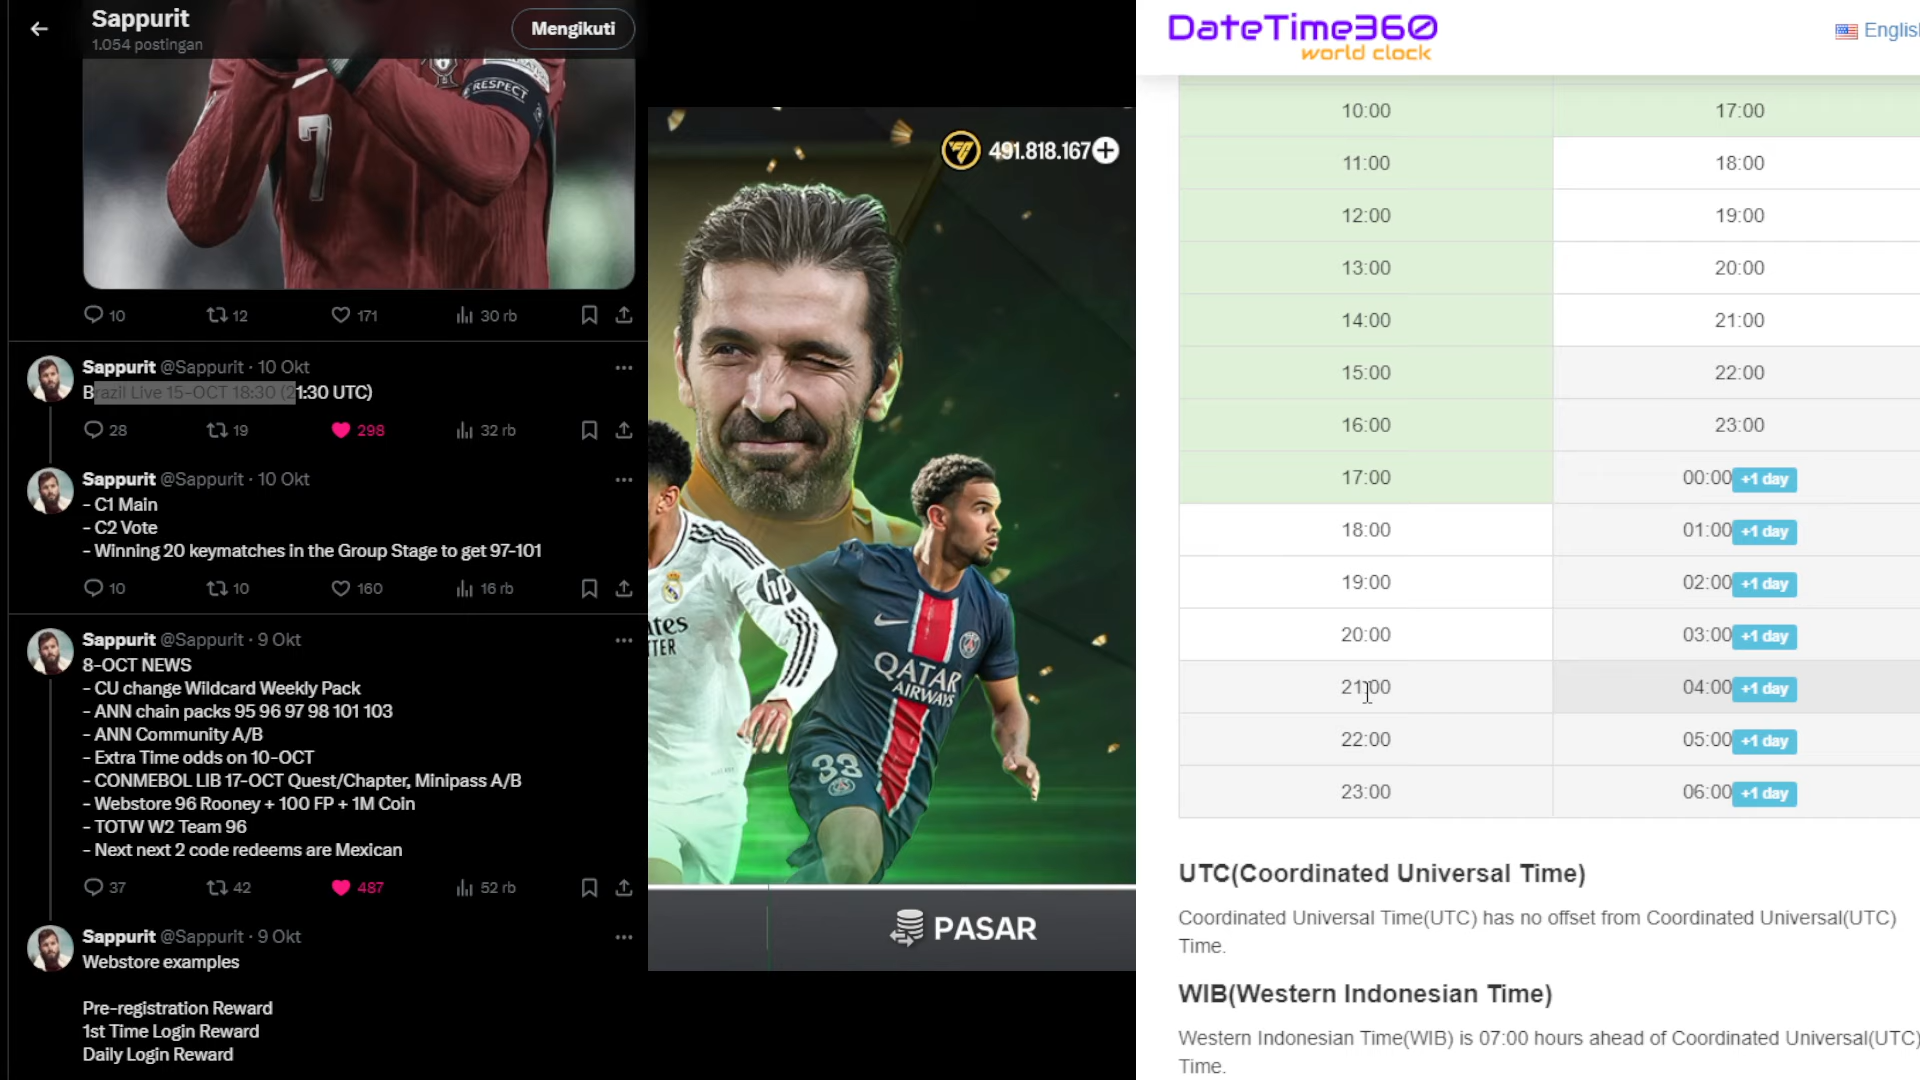 Sappurit
1.054 postingan
Mengikuti
RESPECT
7
10 12 171 30 rb
Sappurit @Sappurit · 10 Okt
Brazil Live 15-OCT 18:30 (21:30 UTC)
28 19 298 32 rb
Sappurit @Sappurit · 10 Okt
- C1 Main
- C2 Vote
- Winning 20 keymatches in the Group Stage to get 97-101
10 10 160 16 rb
Sappurit @Sappurit · 9 Okt
8-OCT NEWS
- CU change Wildcard Weekly Pack
- ANN chain packs 95 96 97 98 101 103
- ANN Community A/B
- Extra Time odds on 10-OCT
- CONMEBOL LIB 17-OCT Quest/Chapter, Minipass A/B
- Webstore 96 Rooney + 100 FP + 1M Coin
- TOTW W2 Team 96
- Next next 2 code redeems are Mexican
37 42 487 52 rb
Sappurit @Sappurit · 9 Okt
Webstore examples
Pre-registration Reward
1st Time Login Reward
Daily Login Reward
491.818.167
hp
QATAR
AIRWAYS
33
PASAR
DateTime360
world clock
English
10:00 17:00
11:00 18:00
12:00 19:00
13:00 20:00
14:00 21:00
15:00 22:00
16:00 23:00
17:00 00:00 +1 day
18:00 01:00 +1 day
19:00 02:00 +1 day
20:00 03:00 +1 day
21:00 04:00 +1 day
22:00 05:00 +1 day
23:00 06:00 +1 day
UTC(Coordinated Universal Time)
Coordinated Universal Time(UTC) has no offset from Coordinated Universal(UTC)
Time.
WIB(Western Indonesian Time)
Western Indonesian Time(WIB) is 07:00 hours ahead of Coordinated Universal(UTC)
Time.